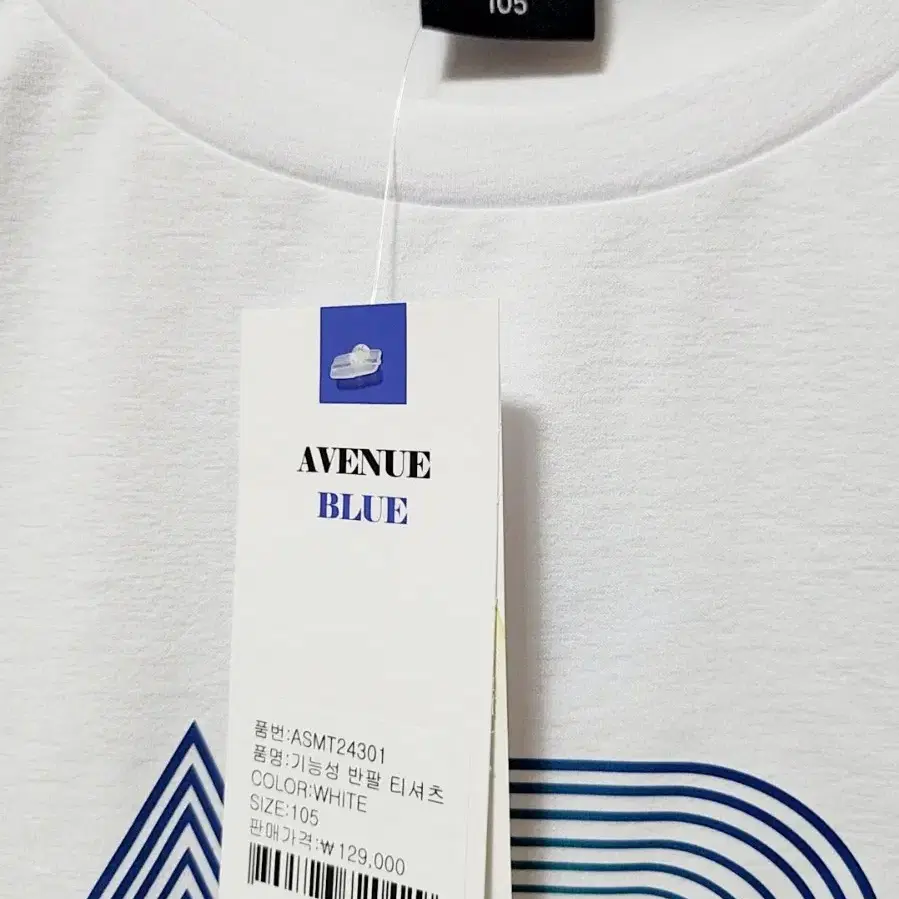 105
AVENUE
BLUE
품번:ASMT24301
품명:기능성 반팔 티셔츠
COLOR:WHITE
SIZE:105
판매가격:₩129,000